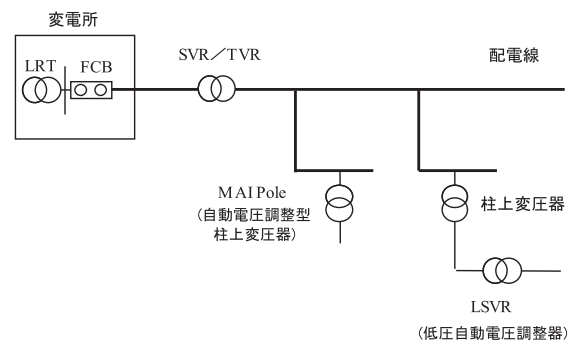 変電所
LRT FCB
SVR／TVR
配電線
MAI Pole
(自動電圧調整型
柱上変圧器)
柱上変圧器
LSVR
(低圧自動電圧調整器)